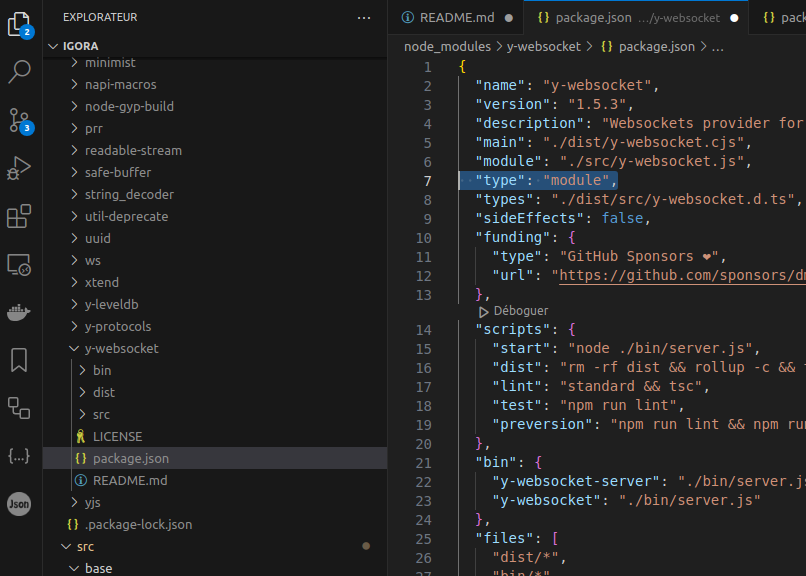 EXPLORATEUR
IGORA
minimist
napi-macros
node-gyp-build
prr
readable-stream
safe-buffer
string_decoder
util-deprecate
uuid
ws
xtend
y-leveldb
y-protocols
y-websocket
bin
dist
src
LICENSE
package.json
README.md
yjs
.package-lock.json
src
base
2
3
{...}
Json
README.md
package.json .../y-websocket
pack
node_modules > y-websocket > {} package.json > ...
1 {
2 "name": "y-websocket",
3 "version": "1.5.3",
4 "description": "Websockets provider for
5 "main": "./dist/y-websocket.cjs",
6 "module": "./src/y-websocket.js",
7 "type": "module",
8 "types": "./dist/src/y-websocket.d.ts",
9 "sideEffects": false,
10 "funding": {
11 "type": "GitHub Sponsors ❤",
12 "url": "https://github.com/sponsors/dm
13 },
Déboguer
14 "scripts": {
15 "start": "node ./bin/server.js",
16 "dist": "rm -rf dist && rollup -c && t
17 "lint": "standard && tsc",
18 "test": "npm run lint",
19 "preversion": "npm run lint && npm run
20 },
21 "bin": {
22 "y-websocket-server": "./bin/server.js
23 "y-websocket": "./bin/server.js"
24 },
25 "files": [
26 "dist/*",
27 "bin/*"